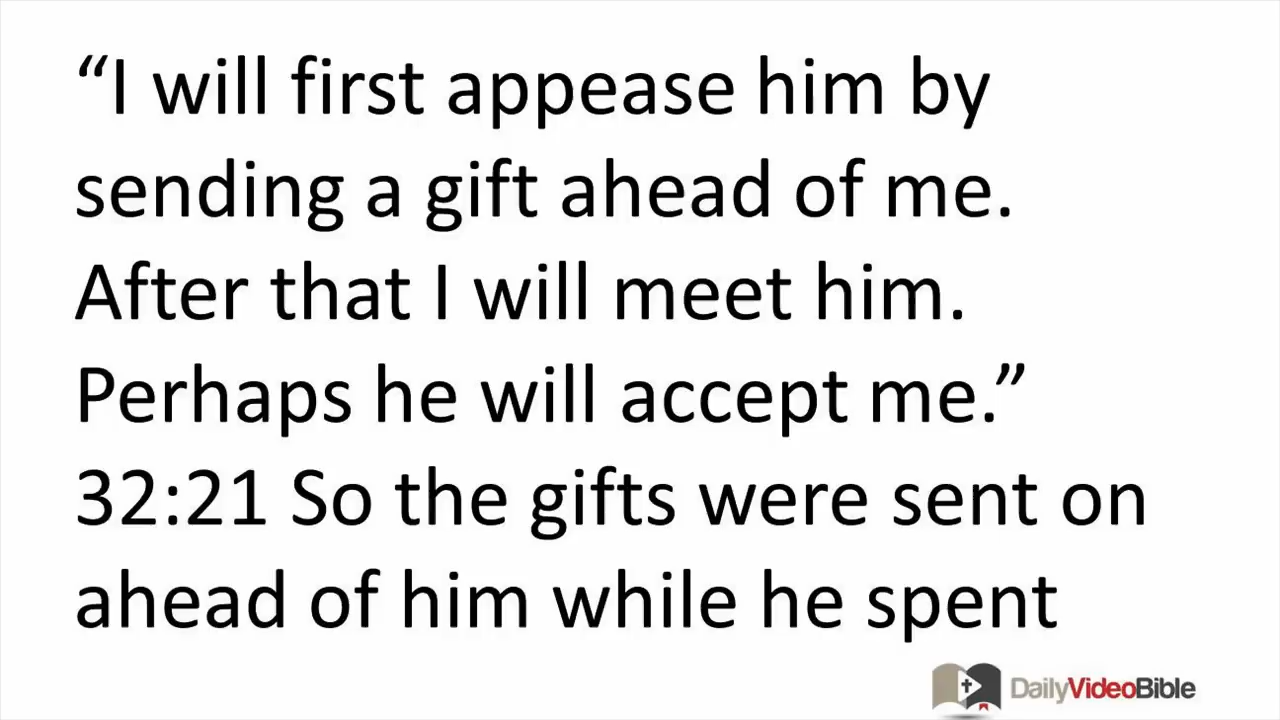 “I will first appease him by
sending a gift ahead of me.
After that I will meet him.
Perhaps he will accept me.”
32:21 So the gifts were sent on
ahead of him while he spent
DailyVideoBible